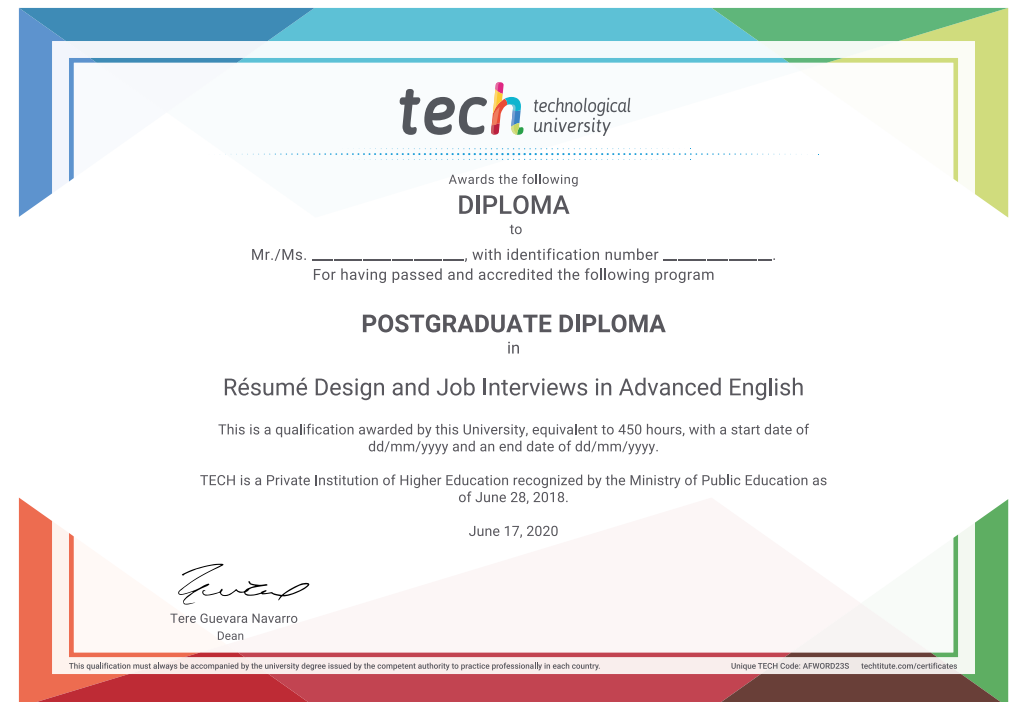 tech technological
university
Awards the following
DIPLOMA
to
Mr./Ms. ______________, with identification number __________.
For having passed and accredited the following program
POSTGRADUATE DIPLOMA
in
Résumé Design and Job Interviews in Advanced English
This is a qualification awarded by this University, equivalent to 450 hours, with a start date of
dd/mm/yyyy and an end date of dd/mm/yyyy.
TECH is a Private Institution of Higher Education recognized by the Ministry of Public Education as
of June 28, 2018.
June 17, 2020
Tere Guevara Navarro
Dean
This qualification must always be accompanied by the university degree issued by the competent authority to practice professionally in each country.
Unique TECH Code: AFWORD23S techtitute.com/certificates